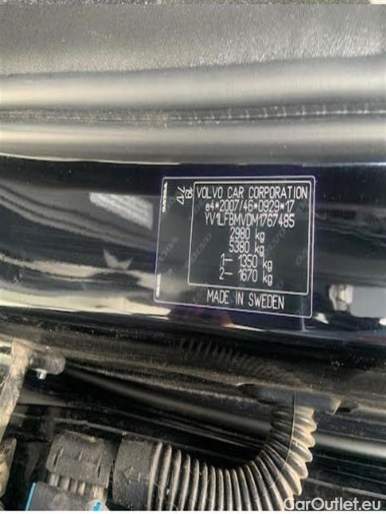 VOLVO CAR CORPORATION
e4*2007/46*0929*17
YV1LFBMVDM1767485
2980 kg
5380 kg
1– 1350 kg
2– 1670 kg
MADE IN SWEDEN
CarOutlet.eu